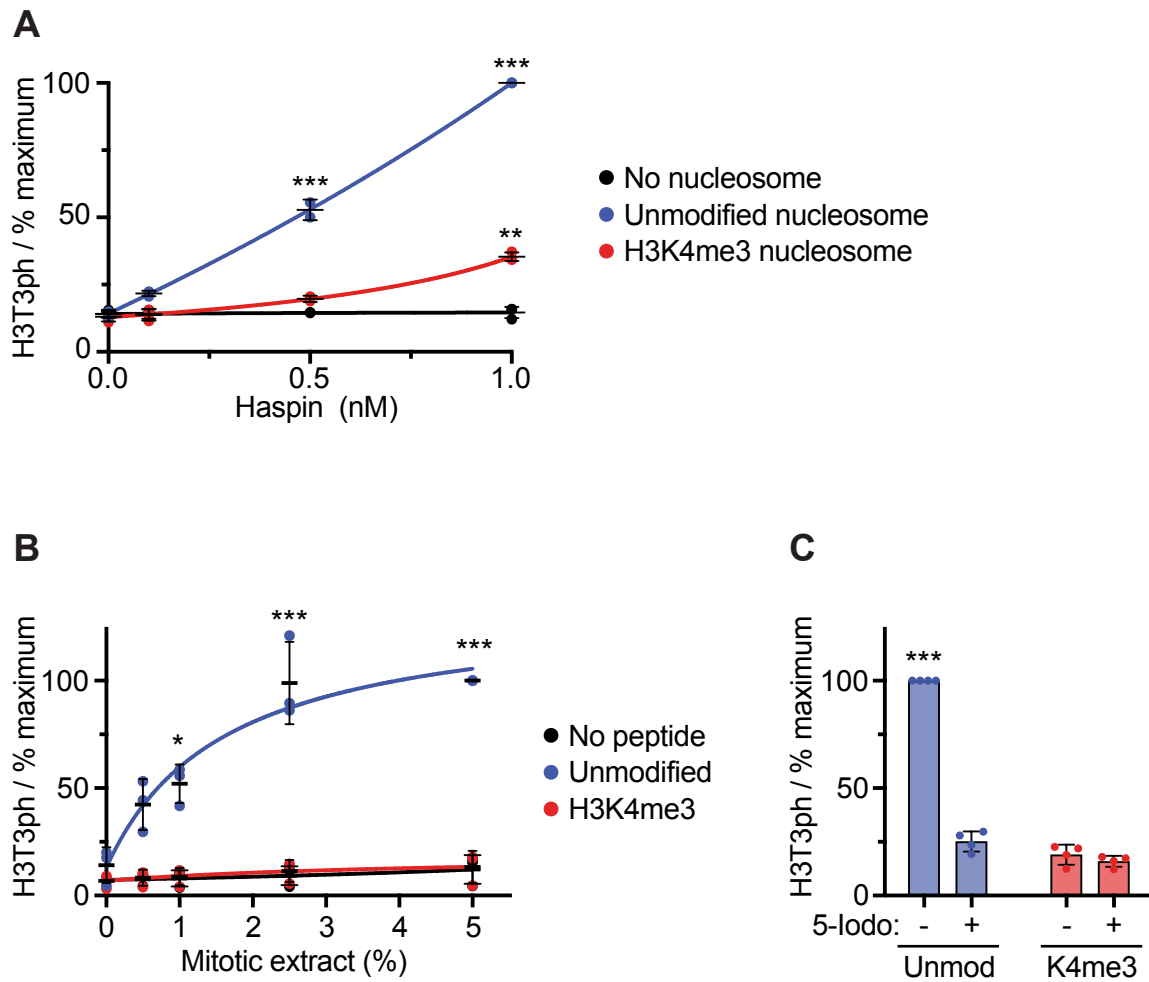 A
H3T3ph / % maximum
100
50
0
***
***
**
0.0 0.5 1.0
Haspin (nM)
No nucleosome
Unmodified nucleosome
H3K4me3 nucleosome
B
H3T3ph / % maximum
100
50
0
*
***
***
0 1 2 3 4 5
Mitotic extract (%)
No peptide
Unmodified
H3K4me3
C
H3T3ph / % maximum
100
50
0
***
5-Iodo: - + - +
Unmod K4me3